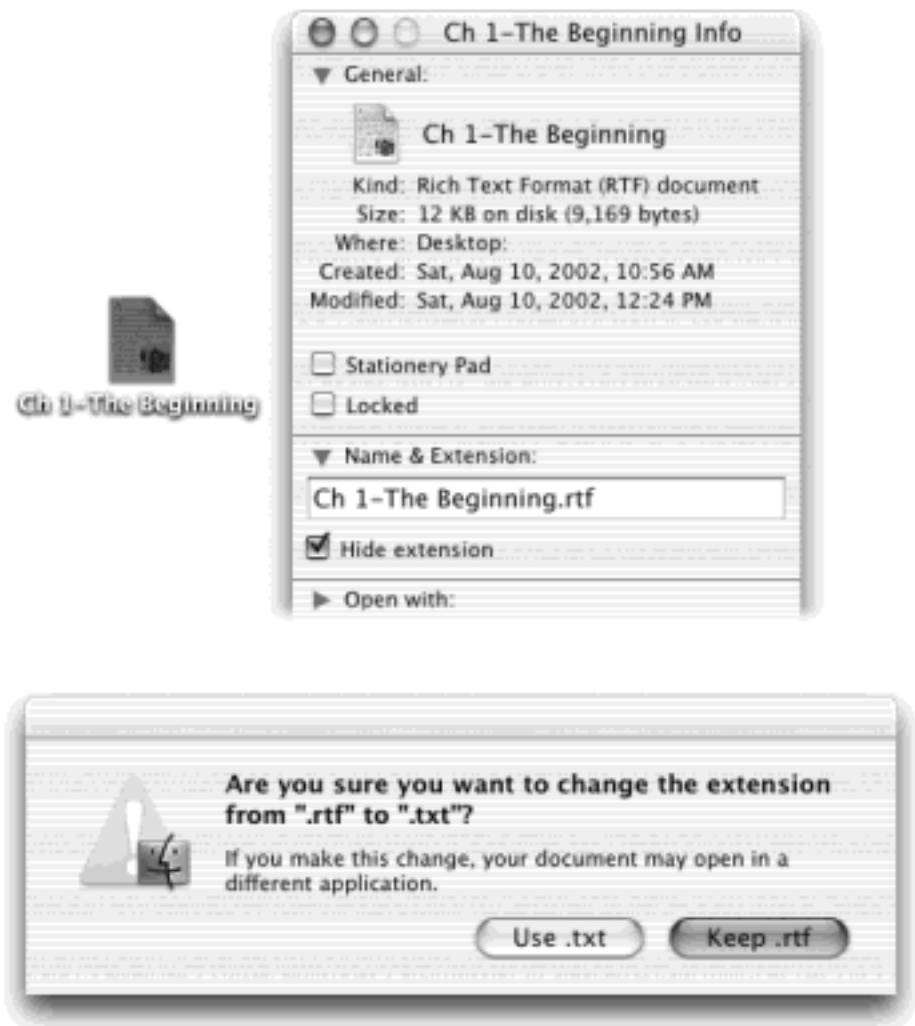 Ch 1–The Beginning Info
General:
Ch 1–The Beginning
Kind: Rich Text Format (RTF) document
Size: 12 KB on disk (9,169 bytes)
Where: Desktop:
Created: Sat, Aug 10, 2002, 10:56 AM
Modified: Sat, Aug 10, 2002, 12:24 PM
Ch 1–The Beginning
Stationery Pad
Locked
Name & Extension:
Ch 1–The Beginning.rtf
Hide extension
Open with:
Are you sure you want to change the extension
from ".rtf" to ".txt"?
If you make this change, your document may open in a
different application.
Use .txt
Keep .rtf